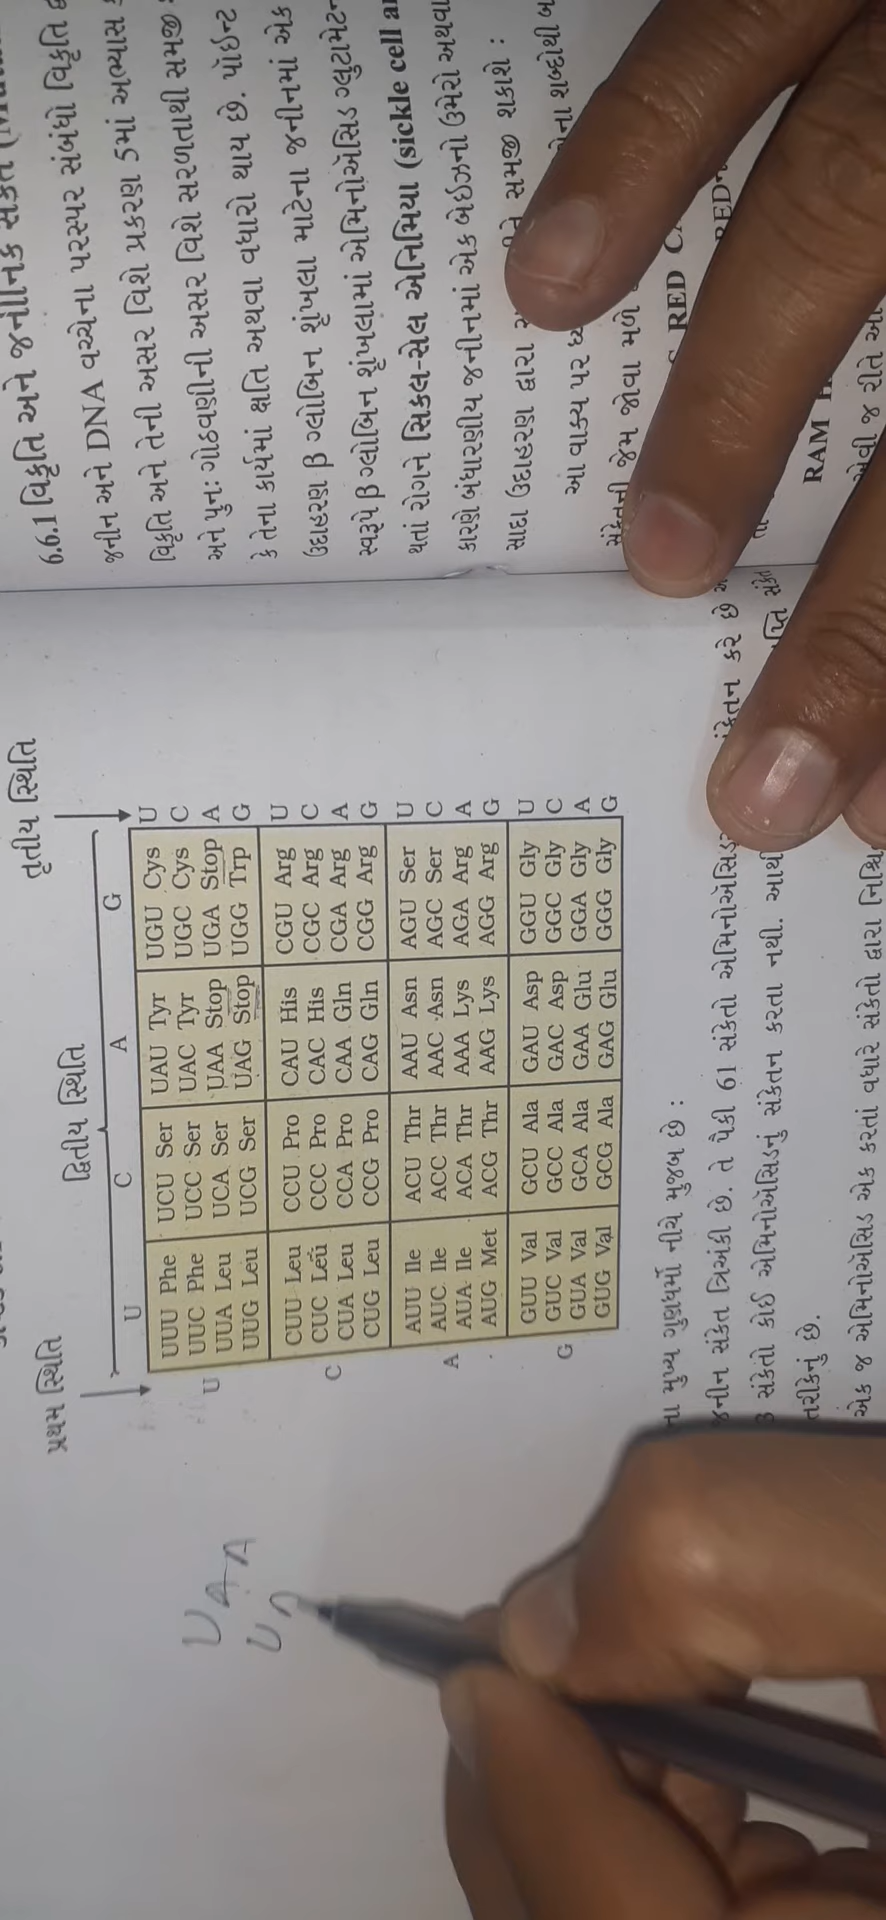 પ્રથમ સ્થિતિ
દ્વિતીય સ્થિતિ
તૃતીય સ્થિતિ
U C A G
U
UUU Phe UCU Ser UAU Tyr UGU Cys U
UUC Phe UCC Ser UAC Tyr UGC Cys C
UUA Leu UCA Ser UAA Stop UGA Stop A
UUG Leu UCG Ser UAG Stop UGG Trp G
C
CUU Leu CCU Pro CAU His CGU Arg U
CUC Leu CCC Pro CAC His CGC Arg C
CUA Leu CCA Pro CAA Gln CGA Arg A
CUG Leu CCG Pro CAG Gln CGG Arg G
A
AUU Ile ACU Thr AAU Asn AGU Ser U
AUC Ile ACC Thr AAC Asn AGC Ser C
AUA Ile ACA Thr AAA Lys AGA Arg A
AUG Met ACG Thr AAG Lys AGG Arg G
G
GUU Val GCU Ala GAU Asp GGU Gly U
GUC Val GCC Ala GAC Asp GGC Gly C
GUA Val GCA Ala GAA Glu GGA Gly A
GUG Val GCG Ala GAG Glu GGG Gly G
UAA
U
ના મુખ્ય ગુણધર્મો નીચે મુજબ છે :
જનીન સંકેત ત્રિઅંકી છે. તે પૈકી 61 સંકેતો એમિનોએસિડ સંકેતન કરે છે
3 સંકેતો કોઈ એમિનોએસિડનું સંકેતન કરતા નથી. આથી
તરીકેનું છે.
એક જ એમિનોએસિડ એક કરતાં વધારે સંકેતો દ્વારા
6.6.1 વિકૃતિ અને જનીનિક સંકેત
જનીન અને DNA વચ્ચેના પરસ્પર સંબંધો વિકૃતિ
વિકૃતિ અને તેની અસર વિશે પ્રકરણ 5માં અભ્યાસ
અને પુન: ગોઠવણીની અસર વિશે સરળતાથી સમજી
કે તેના કાર્યમાં ક્ષતિ અથવા વધારો થાય છે. પૉઇન્ટ
ઉદાહરણ β ગ્લોબિન શૃંખલા માટેના જનીનમાં એક
સ્વરૂપે β ગ્લોબિન શૃંખલામાં એમિનોએસિડ
થતાં રોગને સિકલ-સેલ એનિમિયા (sickle cell
કારણે બંધારણીય જનીનમાં એક બેઇઝનો ઉમેરો અથવા
સાદા ઉદાહરણ દ્વારા સમજી શકાશે :
આ વાક્ય પર શબ્દોથી
સંકેતની જેમ જોવા મળે
RED
RED
RAM
એવી જ રીતે